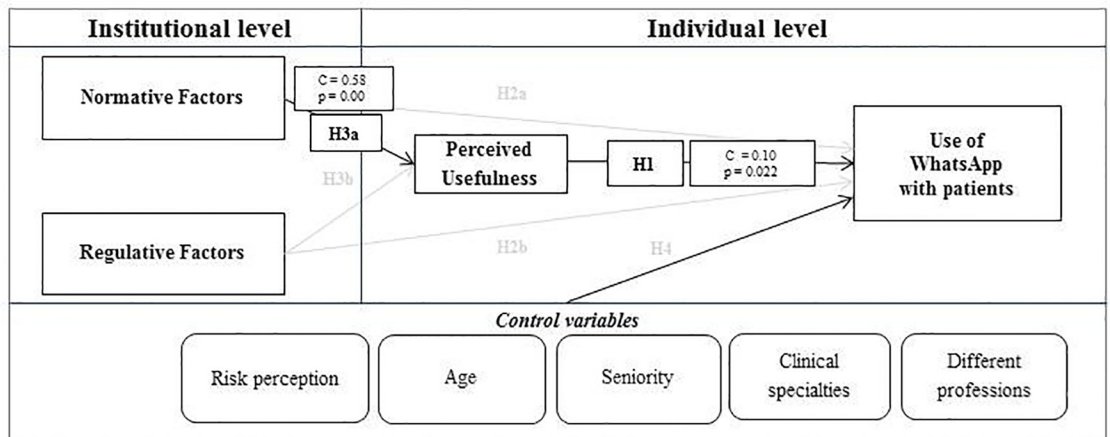 Institutional level
Individual level
Normative Factors
C = 0.58
p = 0.00
H2a
H3a
Perceived
Usefulness
H1
C = 0.10
p = 0.022
Use of
WhatsApp
with patients
H3b
Regulative Factors
H2b
H4
Control variables
Risk perception
Age
Seniority
Clinical
specialties
Different
professions